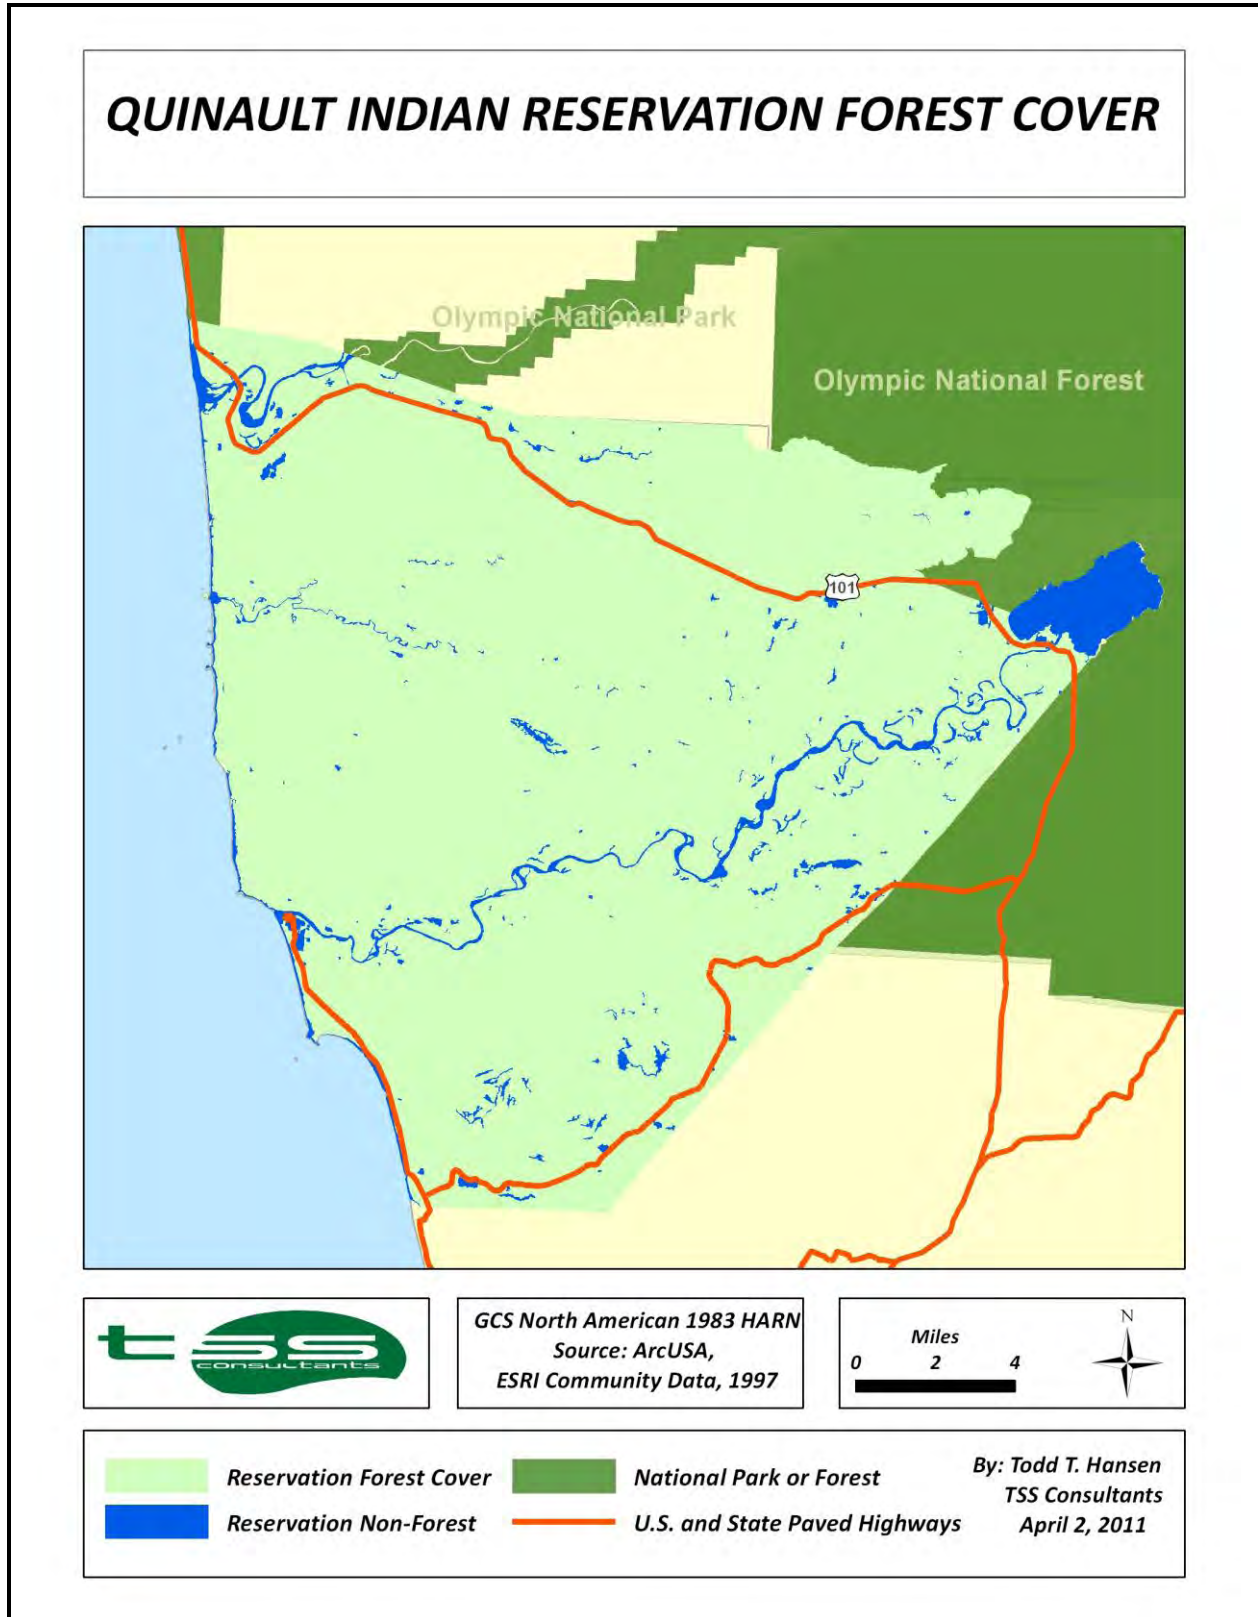 QUINAULT INDIAN RESERVATION FOREST COVER
Olympic National Park
Olympic National Forest
101
tss
consultants
GCS North American 1983 HARN
Source: ArcUSA,
ESRI Community Data, 1997
Miles
0 2 4
N
Reservation Forest Cover
Reservation Non-Forest
National Park or Forest
U.S. and State Paved Highways
By: Todd T. Hansen
TSS Consultants
April 2, 2011